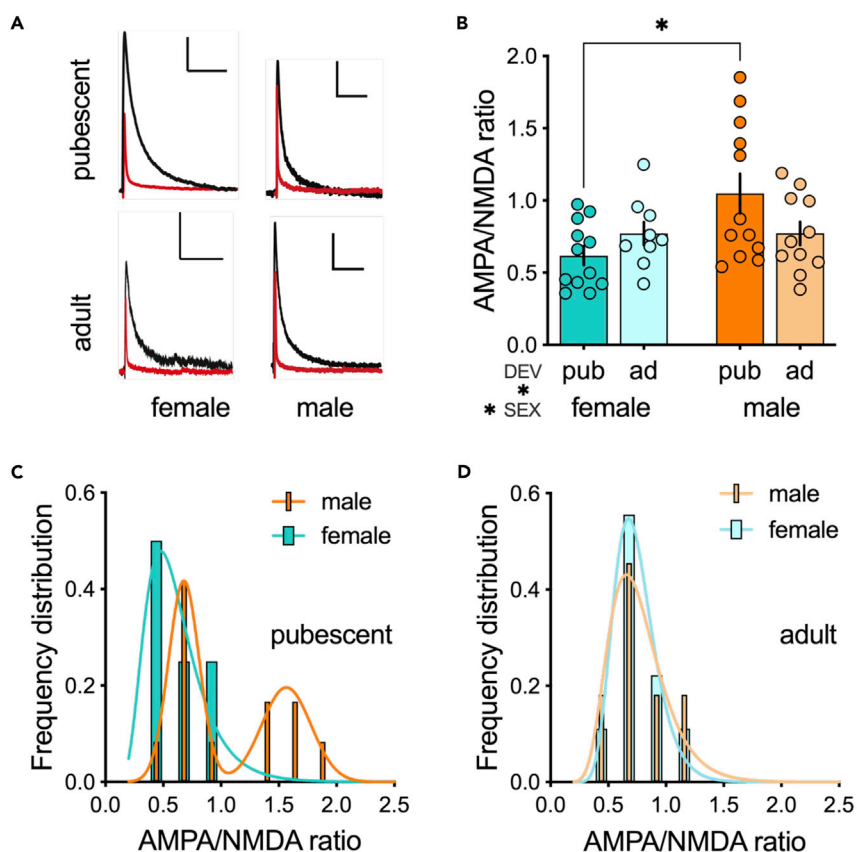 A
pubescent
adult
female male
B
*
AMPA/NMDA ratio
2.0
1.5
1.0
0.5
0.0
DEV pub ad pub ad
*
* SEX female male
C
Frequency distribution
0.6
0.4
0.2
0.0
male
female
pubescent
0.0 0.5 1.0 1.5 2.0 2.5
AMPA/NMDA ratio
D
Frequency distribution
0.6
0.4
0.2
0.0
male
female
adult
0.0 0.5 1.0 1.5 2.0 2.5
AMPA/NMDA ratio